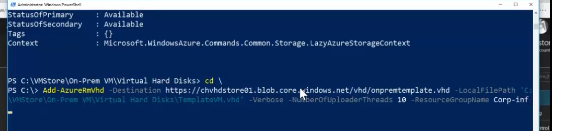 Administrator: Windows PowerShell
StatusOfPrimary : Available
StatusOfSecondary : Available
Tags : {}
Context : Microsoft.WindowsAzure.Commands.Common.Storage.LazyAzureStorageContext
PS C:\VMStore\On-Prem VM\Virtual Hard Disks> cd \
PS C:\> Add-AzureRmVhd -Destination https://chvhdstore01.blob.core.windows.net/vhd/onpremtemplate.vhd -LocalFilePath 'C:
\VMStore\On-Prem VM\Virtual Hard Disks\TemplateVM.vhd' -Verbose -NumberOfUploaderThreads 10 -ResourceGroupName Corp-inf